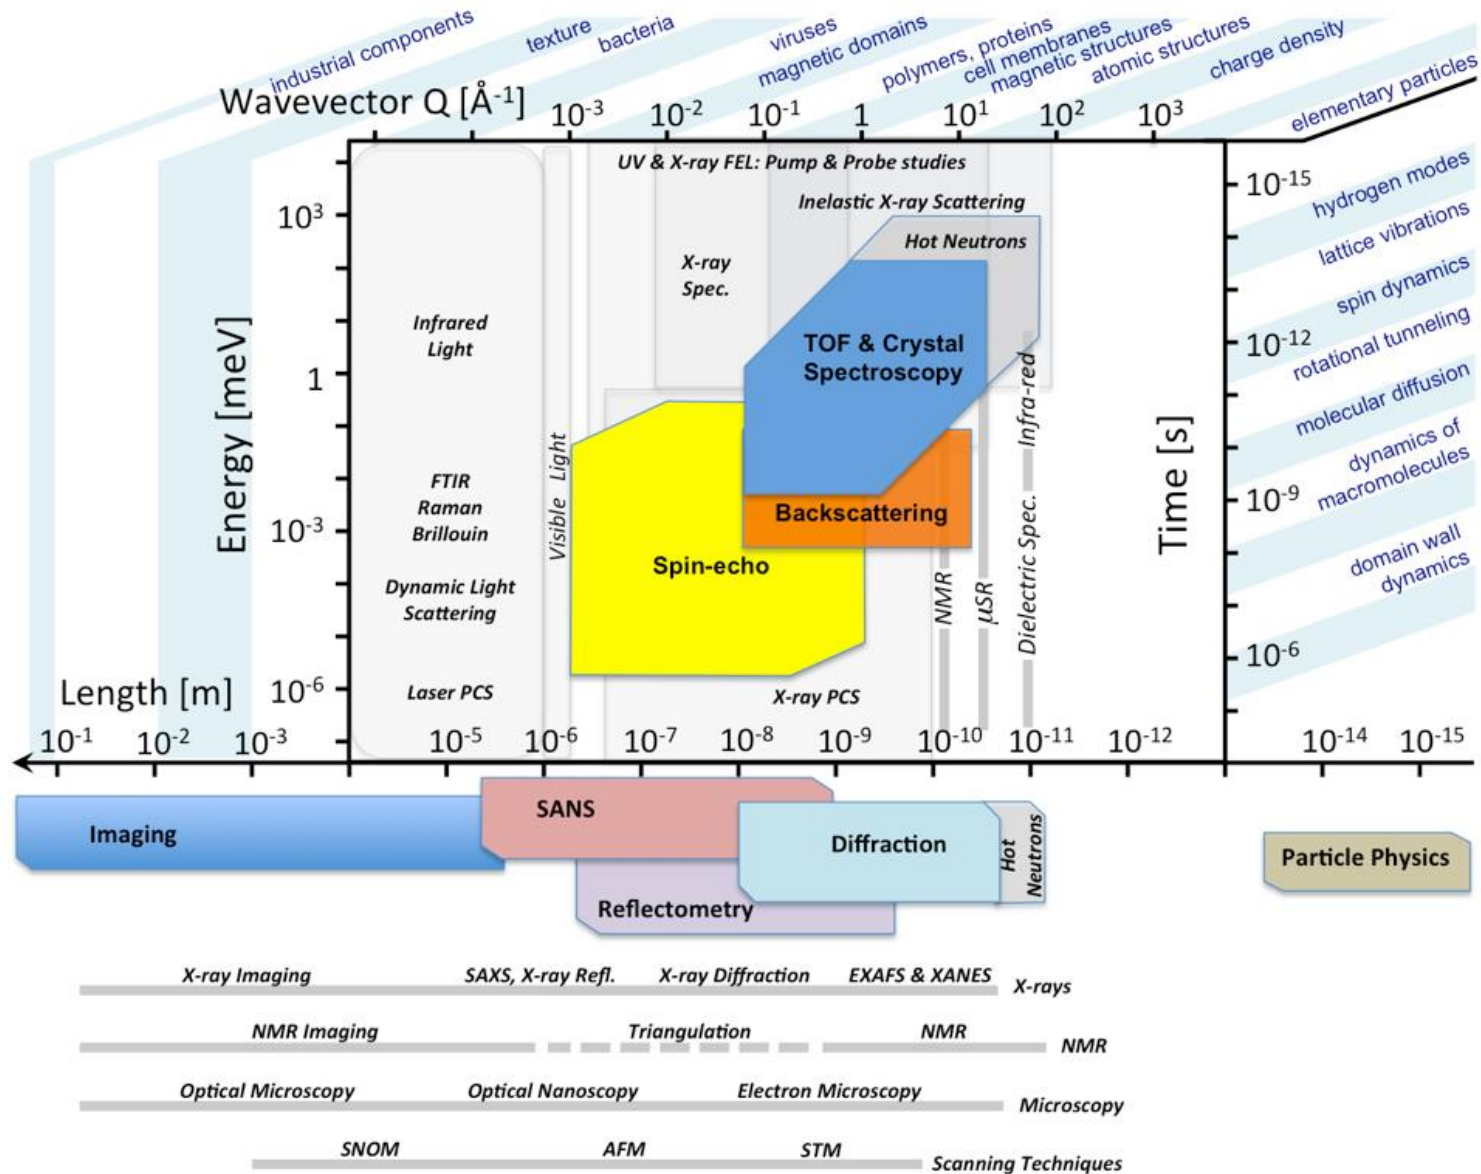 industrial components
texture
bacteria
viruses
magnetic domains
polymers, proteins
cell membranes
magnetic structures
atomic structures
charge density
elementary particles
Wavevector Q [Å-1]
10-3 10-2 10-1 1 101 102 103
UV & X-ray FEL: Pump & Probe studies
Inelastic X-ray Scattering
Hot Neutrons
X-ray
Spec.
TOF & Crystal
Spectroscopy
Infrared
Light
FTIR
Raman
Brillouin
Dynamic Light
Scattering
Laser PCS
Visible Light
Spin-echo
Backscattering
X-ray PCS
NMR
µSR
Dielectric Spec. Infra-red
Energy [meV]
103
1
10-3
10-6
Time [s]
10-15
10-12
10-9
10-6
hydrogen modes
lattice vibrations
spin dynamics
rotational tunneling
molecular diffusion
dynamics of
macromolecules
domain wall
dynamics
Length [m]
10-1 10-2 10-3 10-5 10-6 10-7 10-8 10-9 10-10 10-11 10-12 10-14 10-15
Imaging
SANS
Diffraction
Hot
Neutrons
Reflectometry
Particle Physics
X-ray Imaging SAXS, X-ray Refl. X-ray Diffraction EXAFS & XANES X-rays
NMR Imaging Triangulation NMR NMR
Optical Microscopy Optical Nanoscopy Electron Microscopy Microscopy
SNOM AFM STM Scanning Techniques